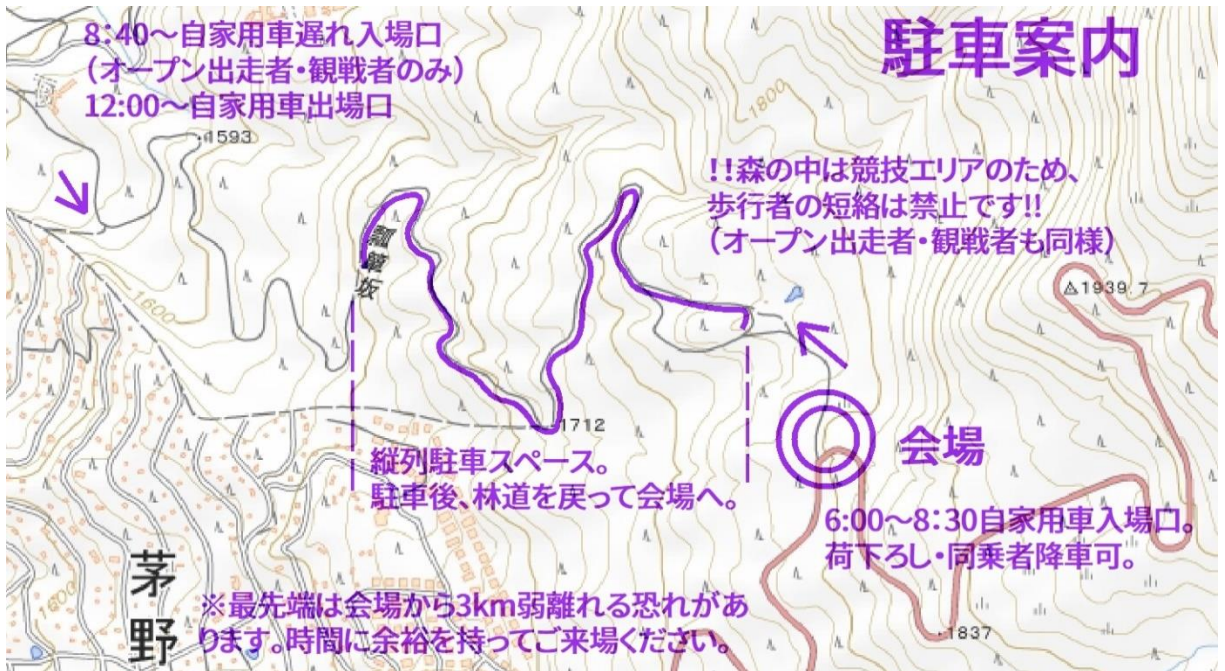 8:40～自家用車遅れ入場口
(オープン出走者・観戦者のみ)
12:00～自家用車出場口
駐車案内
1593
1800
!!森の中は競技エリアのため、
歩行者の短絡は禁止です!!
(オープン出走者・観戦者も同様)
1939.7
1600
1712
縦列駐車スペース。
駐車後、林道を戻って会場へ。
会場
6:00～8:30自家用車入場口。
荷下ろし・同乗者降車可。
茅野
1600
※最先端は会場から3km弱離れる恐れがあ
ります。時間に余裕を持ってご来場ください。
1837